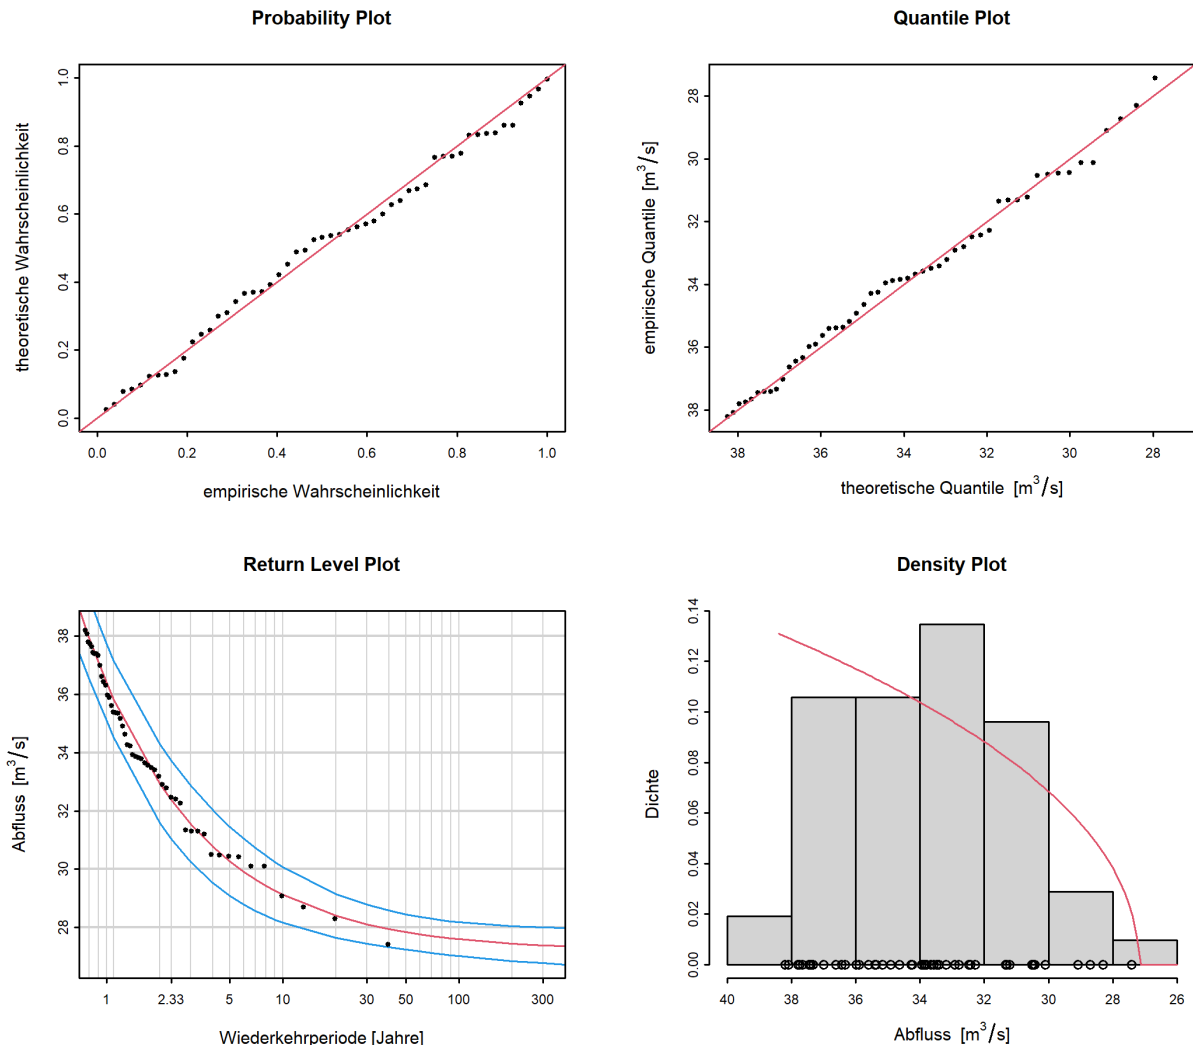 Probability Plot
theoretische Wahrscheinlichkeit
1.0
0.8
0.6
0.4
0.2
0.0
0.0 0.2 0.4 0.6 0.8 1.0
empirische Wahrscheinlichkeit
Quantile Plot
empirische Quantile [m³/s]
28
30
32
34
36
38
38 36 34 32 30 28
theoretische Quantile [m³/s]
Return Level Plot
Abfluss [m³/s]
38
36
34
32
30
28
1 2.33 5 10 30 50 100 300
Wiederkehrperiode [Jahre]
Density Plot
Dichte
0.14
0.12
0.10
0.08
0.06
0.04
0.02
0.00
40 38 36 34 32 30 28 26
Abfluss [m³/s]